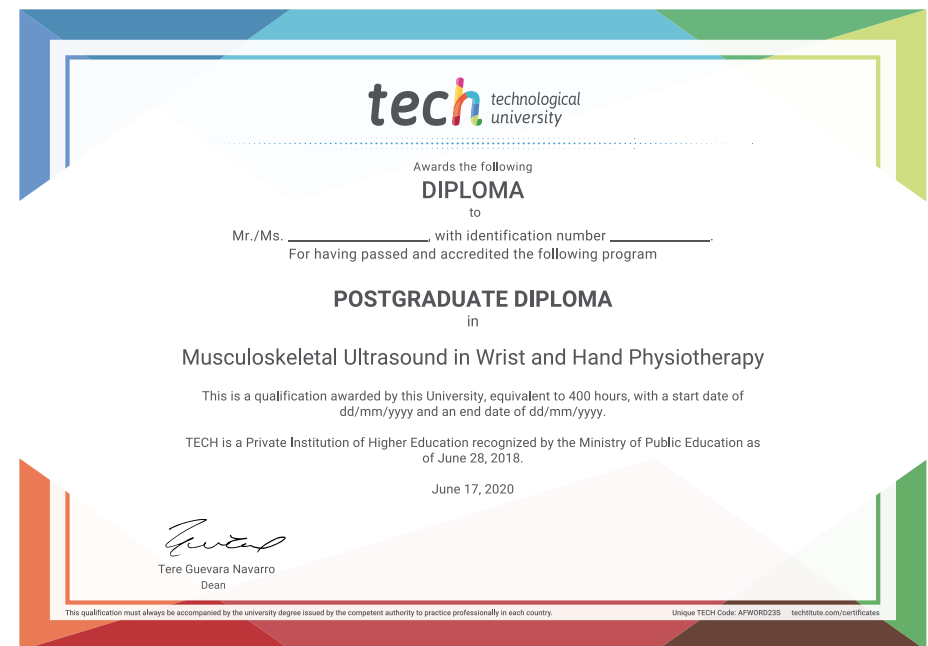 tech technological
university
Awards the following
DIPLOMA
to
Mr./Ms. ____________________, with identification number ______________.
For having passed and accredited the following program
POSTGRADUATE DIPLOMA
in
Musculoskeletal Ultrasound in Wrist and Hand Physiotherapy
This is a qualification awarded by this University, equivalent to 400 hours, with a start date of
dd/mm/yyyy and an end date of dd/mm/yyyy.
TECH is a Private Institution of Higher Education recognized by the Ministry of Public Education as
of June 28, 2018.
June 17, 2020
Tere Guevara Navarro
Dean
This qualification must always be accompanied by the university degree issued by the competent authority to practice professionally in each country. Unique TECH Code: AFWORD23S techtitute.com/certificates